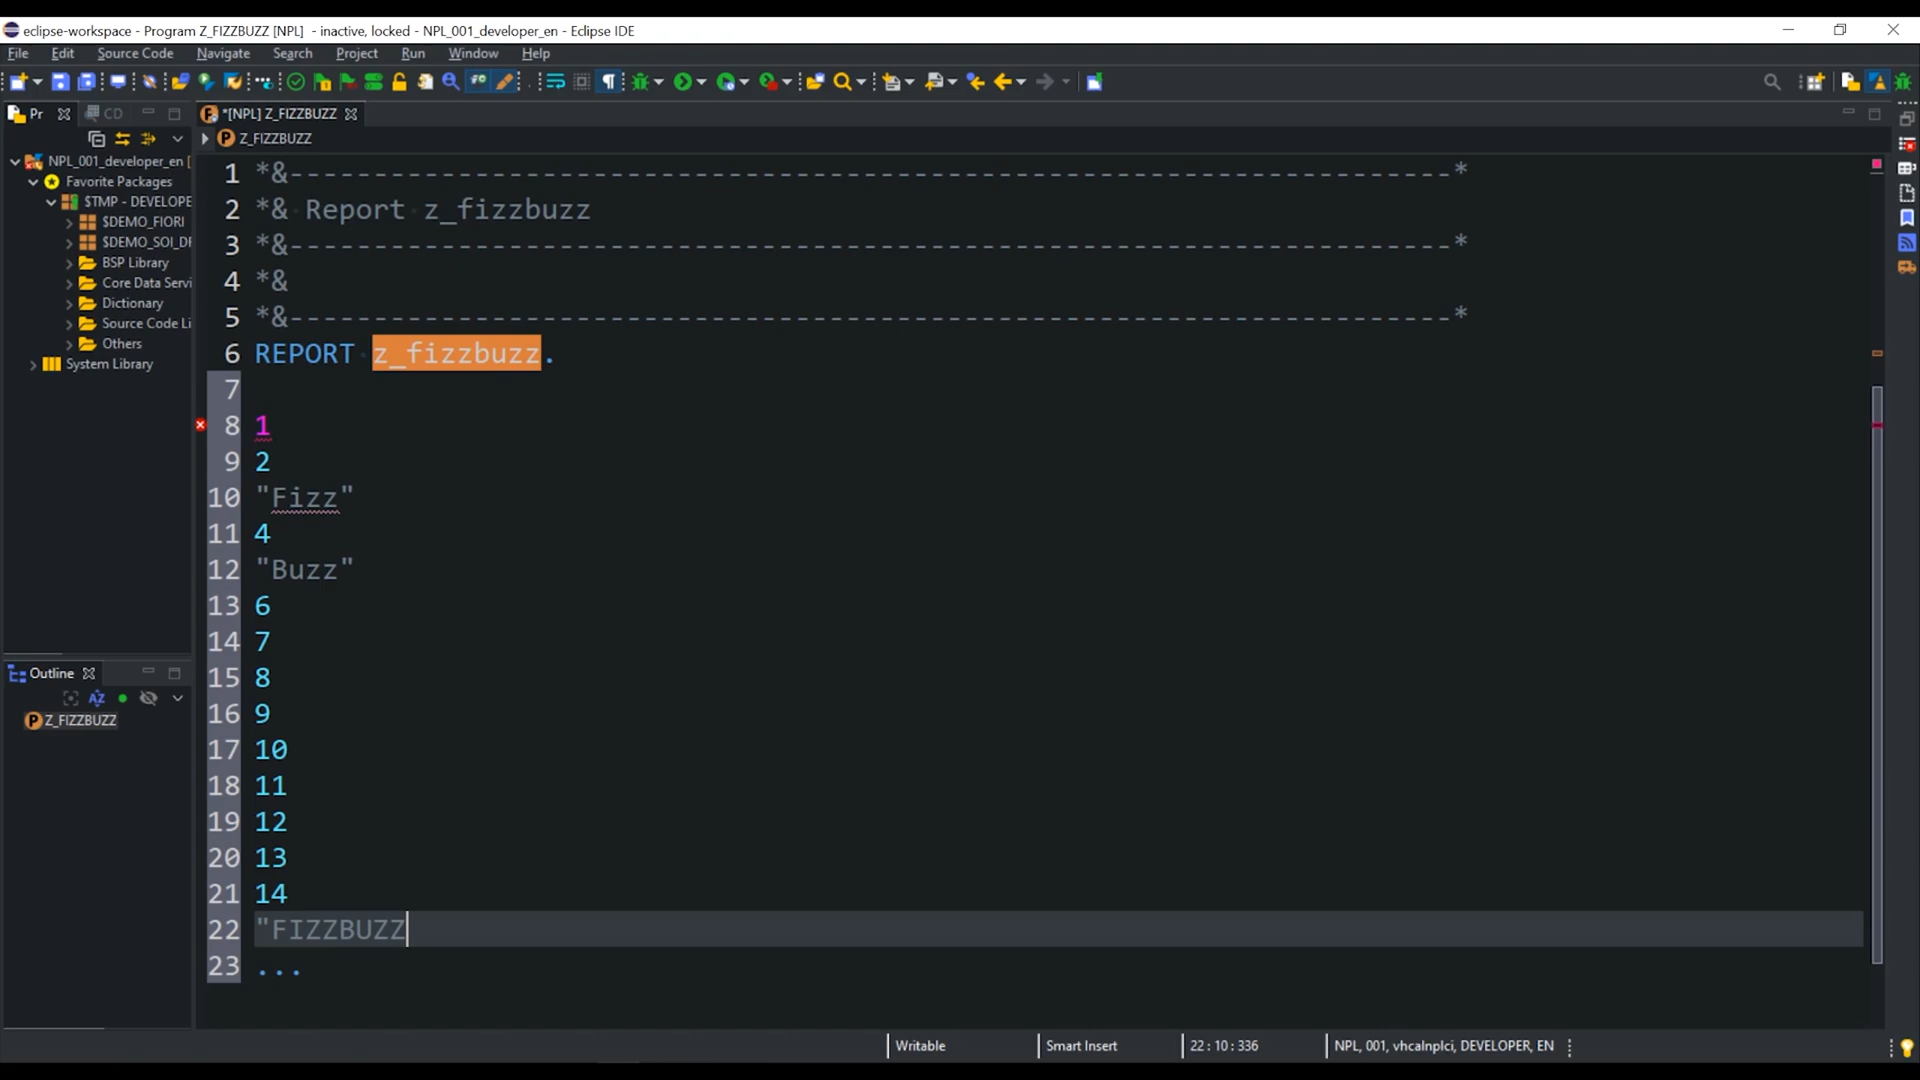 eclipse-workspace - Program Z_FIZZBUZZ [NPL] - inactive, locked - NPL_001_developer_en - Eclipse IDE
File Edit Source Code Navigate Search Project Run Window Help
Pr CD *[NPL] Z_FIZZBUZZ
Z_FIZZBUZZ
NPL_001_developer_en [
Favorite Packages
$TMP - DEVELOPE
$DEMO_FIORI
$DEMO_SOI_DR
BSP Library
Core Data Servi
Dictionary
Source Code Li
Others
System Library
Outline
AZ
Z_FIZZBUZZ
1 *&---------------------------------------------------------------------*
2 *& Report z_fizzbuzz
3 *&---------------------------------------------------------------------*
4 *&
5 *&---------------------------------------------------------------------*
6 REPORT z_fizzbuzz.
7
8 1
9 2
10 "Fizz"
11 4
12 "Buzz"
13 6
14 7
15 8
16 9
17 10
18 11
19 12
20 13
21 14
22 "FIZZBUZZ
23 ...
Writable Smart Insert 22 : 10 : 336 NPL, 001, vhcalnplci, DEVELOPER, EN